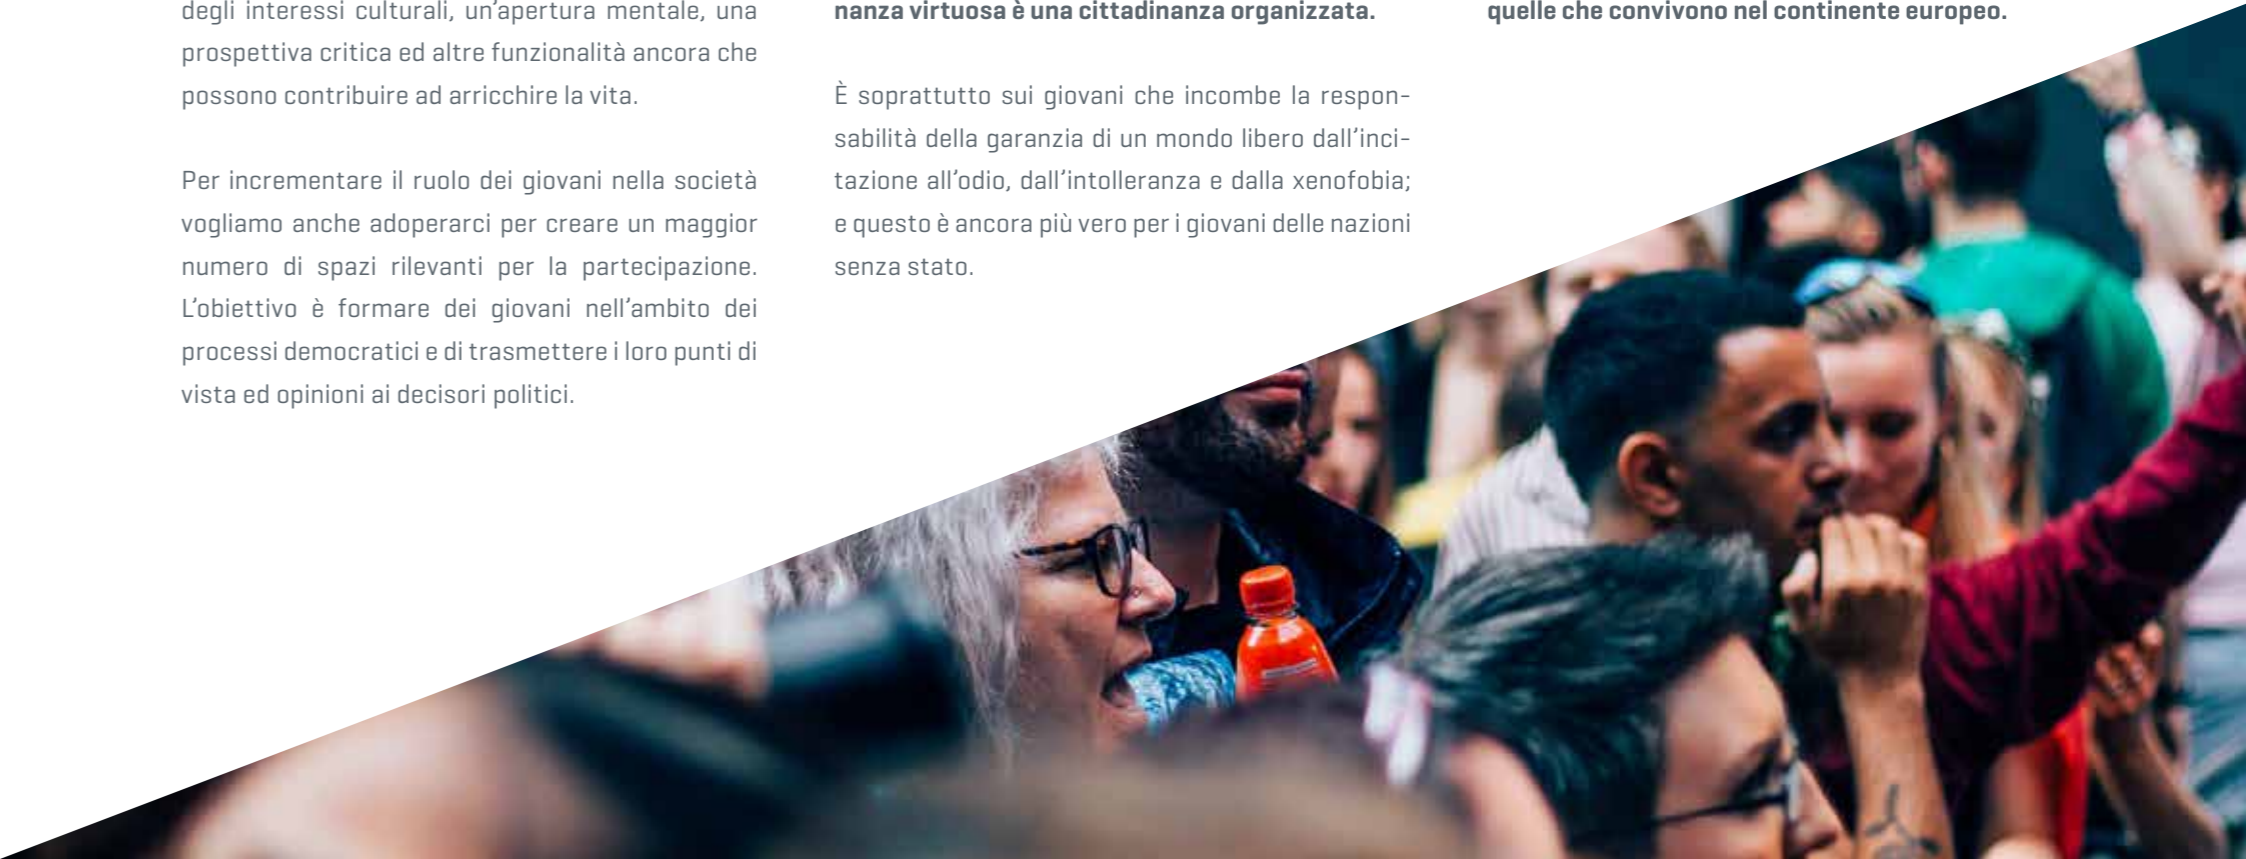 degli interessi culturali, un’apertura mentale, una
prospettiva critica ed altre funzionalità ancora che
possono contribuire ad arricchire la vita.
Per incrementare il ruolo dei giovani nella società
vogliamo anche adoperarci per creare un maggior
numero di spazi rilevanti per la partecipazione.
L’obiettivo è formare dei giovani nell’ambito dei
processi democratici e di trasmettere i loro punti di
vista ed opinioni ai decisori politici.
nanza virtuosa è una cittadinanza organizzata.
È soprattutto sui giovani che incombe la respon-
sabilità della garanzia di un mondo libero dall’inci-
tazione all’odio, dall’intolleranza e dalla xenofobia;
e questo è ancora più vero per i giovani delle nazioni
senza stato.
quelle che convivono nel continente europeo.